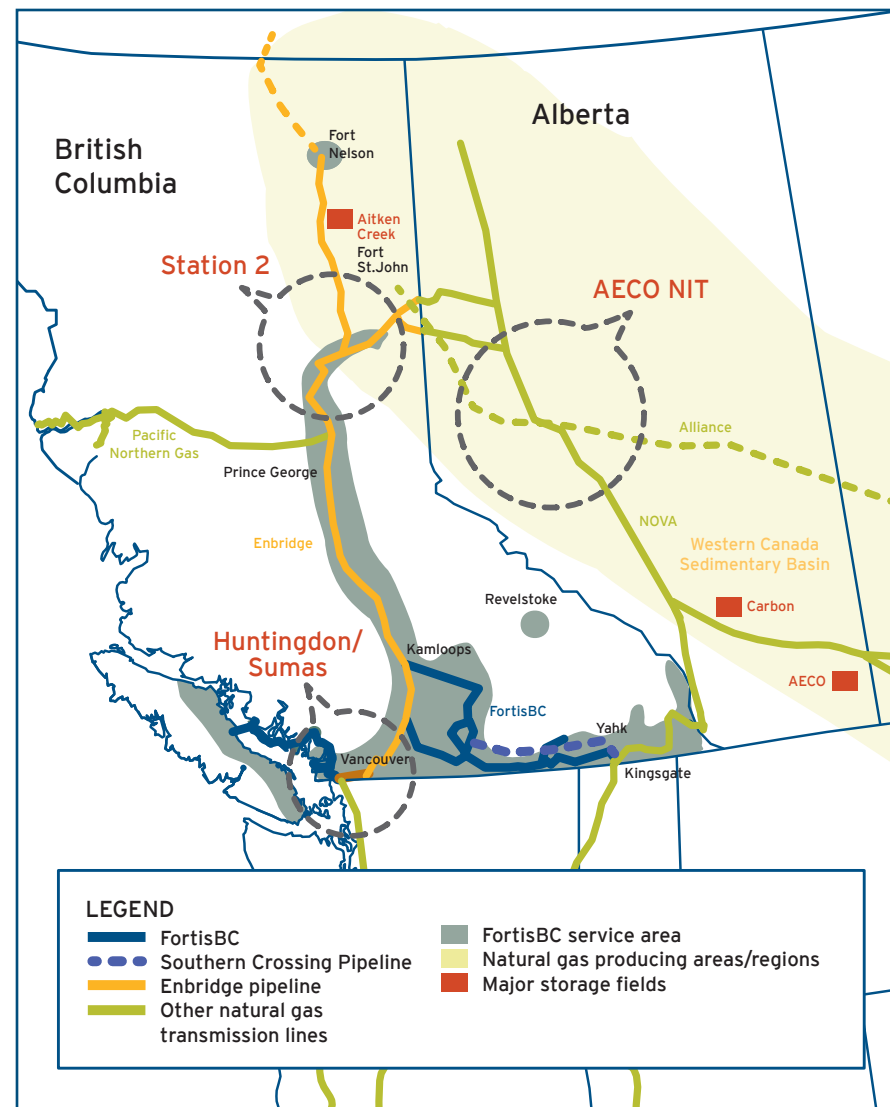 Alberta
British
Columbia
Fort
Nelson
Aitken
Creek
Fort
St.John
Station 2
AECO NIT
Alliance
Pacific
Northern Gas
Prince George
NOVA
Enbridge
Western Canada
Sedimentary Basin
Revelstoke
Carbon
Huntingdon/
Sumas
Kamloops
AECO
FortisBC
Yahk
Vancouver
Kingsgate
LEGEND
FortisBC
Southern Crossing Pipeline
Enbridge pipeline
Other natural gas
transmission lines
FortisBC service area
Natural gas producing areas/regions
Major storage fields